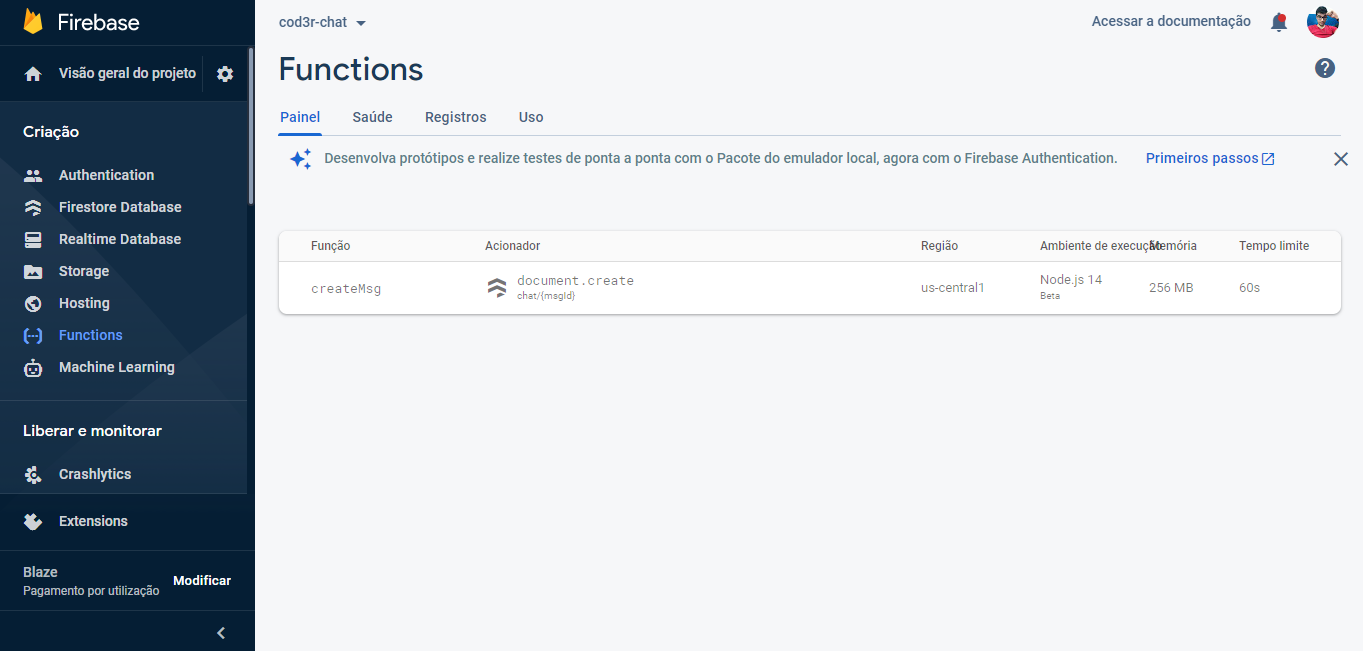 Firebase
Visão geral do projeto
Criação
Authentication
Firestore Database
Realtime Database
Storage
Hosting
Functions
Machine Learning
Liberar e monitorar
Crashlytics
Extensions
Blaze
Pagamento por utilização
Modificar
cod3r-chat
Acessar a documentação
Functions
Painel Saúde Registros Uso
Desenvolva protótipos e realize testes de ponta a ponta com o Pacote do emulador local, agora com o Firebase Authentication. Primeiros passos
Função Acionador Região Ambiente de execução Memória Tempo limite
createMsg document.create us-central1 Node.js 14 256 MB 60s
chat/{msgId} Beta